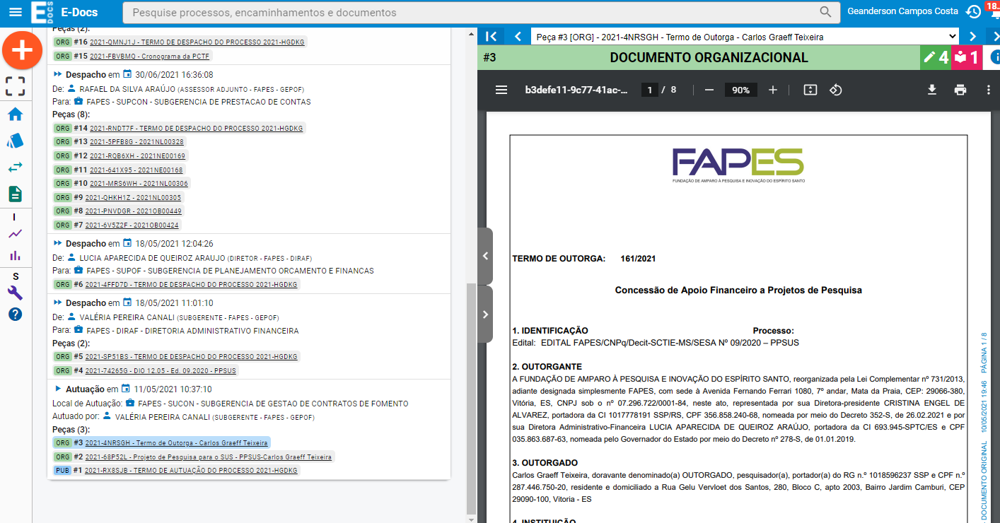 E-Docs
Pesquise processos, encaminhamentos e documentos
Geanderson Campos Costa
18..
Peças (2):
ORG #16 2021-QMNJ1J - TERMO DE DESPACHO DO PROCESSO 2021-HGDKG
ORG #15 2021-FBVBMQ - Cronograma da PCTF
Despacho em 30/06/2021 16:36:08
De: RAFAEL DA SILVA ARAÚJO (ASSESSOR ADJUNTO - FAPES - GEPOF)
Para: FAPES - SUPCON - SUBGERENCIA DE PRESTACAO DE CONTAS
Peças (8):
ORG #14 2021-RNDT7F - TERMO DE DESPACHO DO PROCESSO 2021-HGDKG
ORG #13 2021-5PFB8G - 2021NL00328
ORG #12 2021-RQB6XH - 2021NE00169
ORG #11 2021-641X95 - 2021NE00168
ORG #10 2021-MRS6WH - 2021NL00306
ORG #9 2021-QHKH1Z - 2021NL00305
ORG #8 2021-PNVDGR - 2021OB00449
ORG #7 2021-6V5Z2F - 2021OB00424
Despacho em 18/05/2021 12:04:26
De: LUCIA APARECIDA DE QUEIROZ ARAUJO (DIRETOR - FAPES - DIRAF)
Para: FAPES - SUPOF - SUBGERENCIA DE PLANEJAMENTO ORCAMENTO E FINANCAS
ORG #6 2021-4FFD7D - TERMO DE DESPACHO DO PROCESSO 2021-HGDKG
Despacho em 18/05/2021 11:01:10
De: VALÉRIA PEREIRA CANALI (SUBGERENTE - FAPES - GEPOF)
Para: FAPES - DIRAF - DIRETORIA ADMINISTRATIVO FINANCEIRA
Peças (2):
ORG #5 2021-SP51BS - TERMO DE DESPACHO DO PROCESSO 2021-HGDKG
ORG #4 2021-74265G - DIO 12.05 - Ed. 09.2020 - PPSUS
Autuação em 11/05/2021 10:37:10
Local de Autuação: FAPES - SUCON - SUBGERENCIA DE GESTAO DE CONTRATOS DE FOMENTO
Autuado por: VALÉRIA PEREIRA CANALI (SUBGERENTE - FAPES - GEPOF)
Peças (3):
ORG #3 2021-4NRSGH - Termo de Outorga - Carlos Graeff Teixeira
ORG #2 2021-68P52L - Projeto de Pesquisa para o SUS - PPSUS-Carlos Graeff Teixeira
PUB #1 2021-RX8SJB - TERMO DE AUTUAÇÃO DO PROCESSO 2021-HGDKG
I
S
Peça #3 [ORG] - 2021-4NRSGH - Termo de Outorga - Carlos Graeff Teixeira
#3 DOCUMENTO ORGANIZACIONAL 4 1
b3defe11-9c77-41ac-... 1 / 8 90%
FAPES
FUNDAÇÃO DE AMPARO À PESQUISA E INOVAÇÃO DO ESPÍRITO SANTO
TERMO DE OUTORGA: 161/2021
Concessão de Apoio Financeiro a Projetos de Pesquisa
1. IDENTIFICAÇÃO Processo:
Edital: EDITAL FAPES/CNPq/Decit-SCTIE-MS/SESA Nº 09/2020 – PPSUS
2. OUTORGANTE
A FUNDAÇÃO DE AMPARO À PESQUISA E INOVAÇÃO DO ESPÍRITO SANTO, reorganizada pela Lei Complementar nº 731/2013,
adiante designada simplesmente FAPES, com sede à Avenida Fernando Ferrari 1080, 7º andar, Mata da Praia, CEP: 29066-380,
Vitória, ES, CNPJ sob o nº 07.296.722/0001-84, neste ato, representada por sua Diretora-presidente CRISTINA ENGEL DE
ALVAREZ, portadora da CI 1017778191 SSP/RS, CPF 356.858.240-68, nomeada por meio do Decreto 352-S, de 26.02.2021 e por
sua Diretora Administrativo-Financeira LUCIA APARECIDA DE QUEIROZ ARAÚJO, portadora da CI 693.945-SPTC/ES e CPF
035.863.687-63, nomeada pelo Governador do Estado por meio do Decreto nº 278-S, de 01.01.2019.
3. OUTORGADO
Carlos Graeff Teixeira, doravante denominado(a) OUTORGADO, pesquisador(a), portador(a) do RG n.º 1018596237 SSP e CPF n.º
287.446.750-20, residente e domiciliado a Rua Gelu Vervloet dos Santos, 280, Bloco C, apto 2003, Bairro Jardim Camburi, CEP
29090-100, Vitoria - ES
4. INSTITUIÇÃO
- DOCUMENTO ORIGINAL 10/05/2021 19:46 PÁGINA 1 / 8